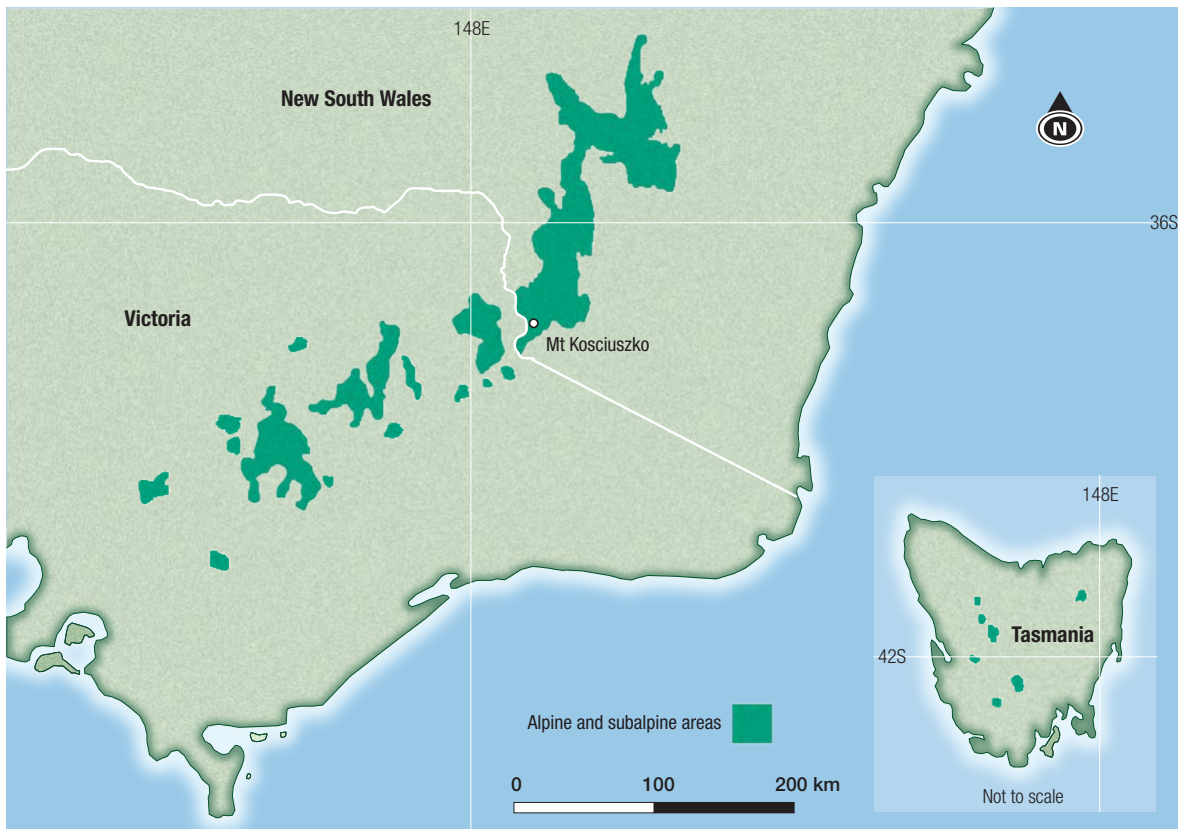 148E
New South Wales
N
36S
Victoria
Mt Kosciuszko
148E
Tasmania
42S
Alpine and subalpine areas
0 100 200 km
Not to scale